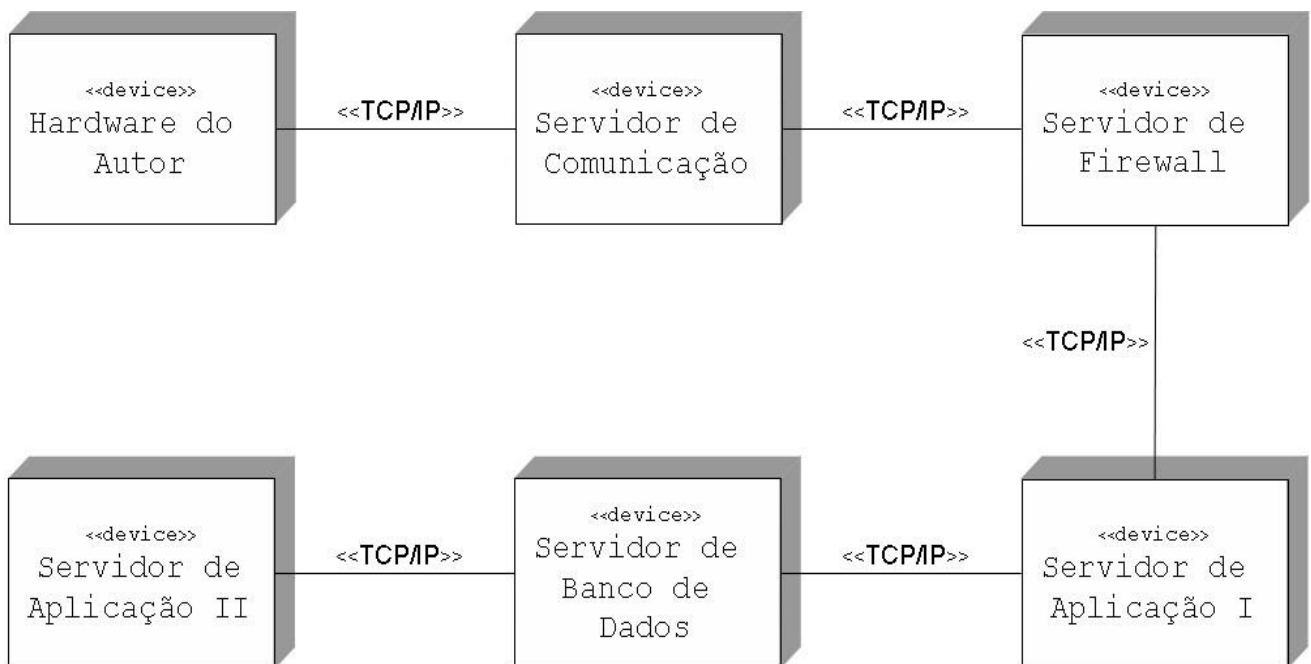 <<device>>
Hardware do
Autor
<<TCP/IP>>
<<device>>
Servidor de
Comunicação
<<TCP/IP>>
<<device>>
Servidor de
Firewall
<<TCP/IP>>
<<device>>
Servidor de
Aplicação II
<<TCP/IP>>
<<device>>
Servidor de
Banco de
Dados
<<TCP/IP>>
<<device>>
Servidor de
Aplicação I